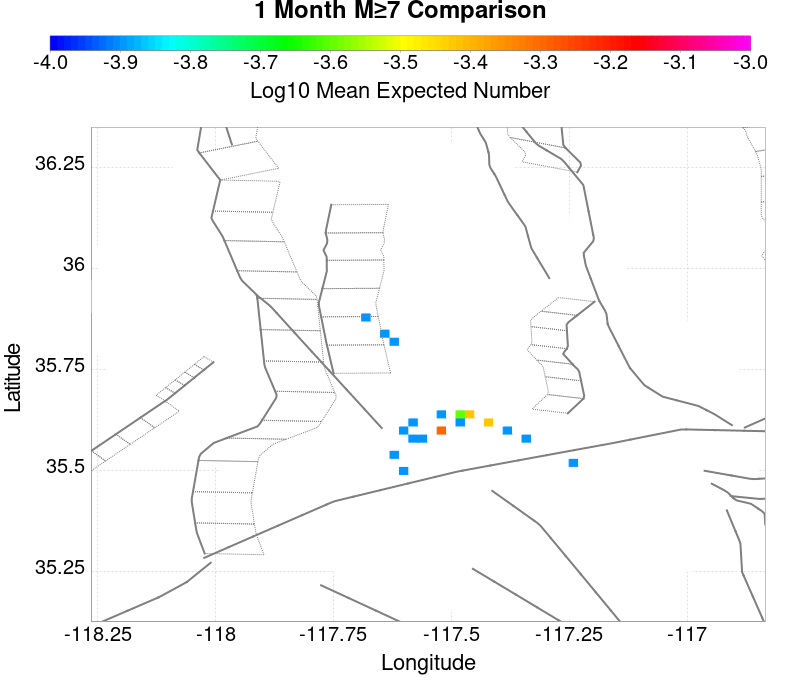 1 Month M≥7 Comparison
-4.0 -3.9 -3.8 -3.7 -3.6 -3.5 -3.4 -3.3 -3.2 -3.1 -3.0
Log10 Mean Expected Number
36.25
36
35.75
Latitude
35.5
35.25
-118.25 -118 -117.75 -117.5 -117.25 -117
Longitude